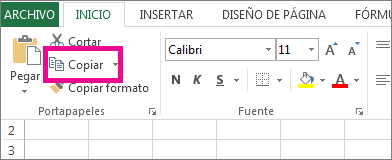 ARCHIVO INICIO INSERTAR DISEÑO DE PÁGINA FÓRM
Cortar
Pegar Copiar
Copiar formato
Calibri 11
N K S A
Portapapeles Fuente
2
3